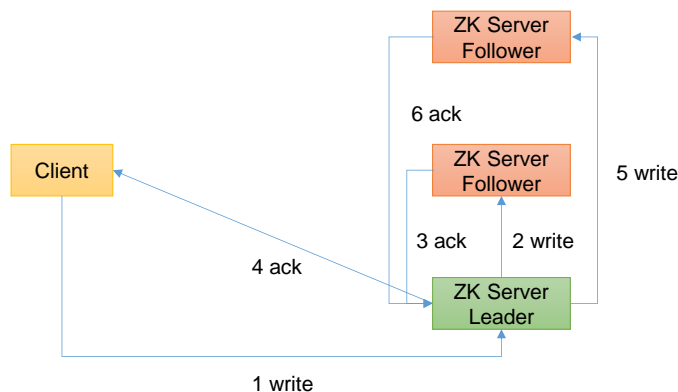 ZK Server
Follower
6 ack
Client
ZK Server
Follower
5 write
3 ack
2 write
4 ack
ZK Server
Leader
1 write